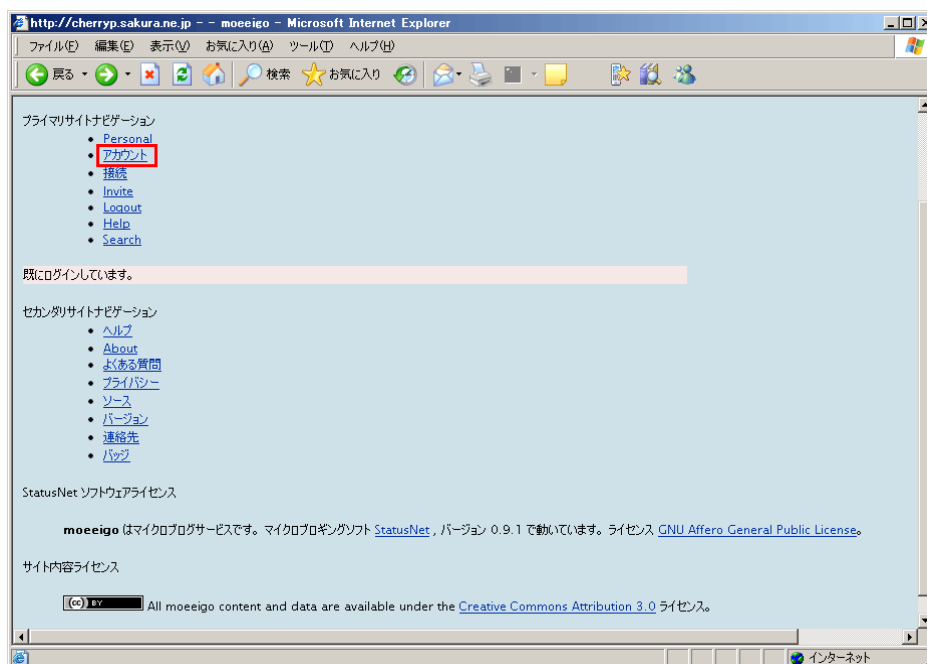 http://cherryp.sakura.ne.jp - - moeeigo - Microsoft Internet Explorer
ファイル(F) 編集(E) 表示(V) お気に入り(A) ツール(T) ヘルプ(H)
戻る 検索 お気に入り
プライマリサイトナビゲーション
Personal
アカウント
接続
Invite
Logout
Help
Search
既にログインしています。
セカンダリサイトナビゲーション
ヘルプ
About
よくある質問
プライバシー
ソース
バージョン
連絡先
バッジ
StatusNet ソフトウェアライセンス
moeeigo はマイクロブログサービスです。マイクロブロギングソフト StatusNet , バージョン 0.9.1 で動いています。ライセンス GNU Affero General Public License。
サイト内容ライセンス
(cc) BY All moeeigo content and data are available under the Creative Commons Attribution 3.0 ライセンス。
インターネット